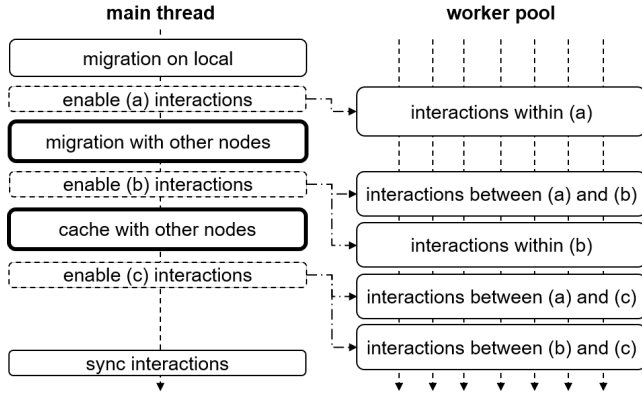 main thread
migration on local
enable (a) interactions
migration with other nodes
enable (b) interactions
cache with other nodes
enable (c) interactions
sync interactions
worker pool
interactions within (a)
interactions between (a) and (b)
interactions within (b)
interactions between (a) and (c)
interactions between (b) and (c)